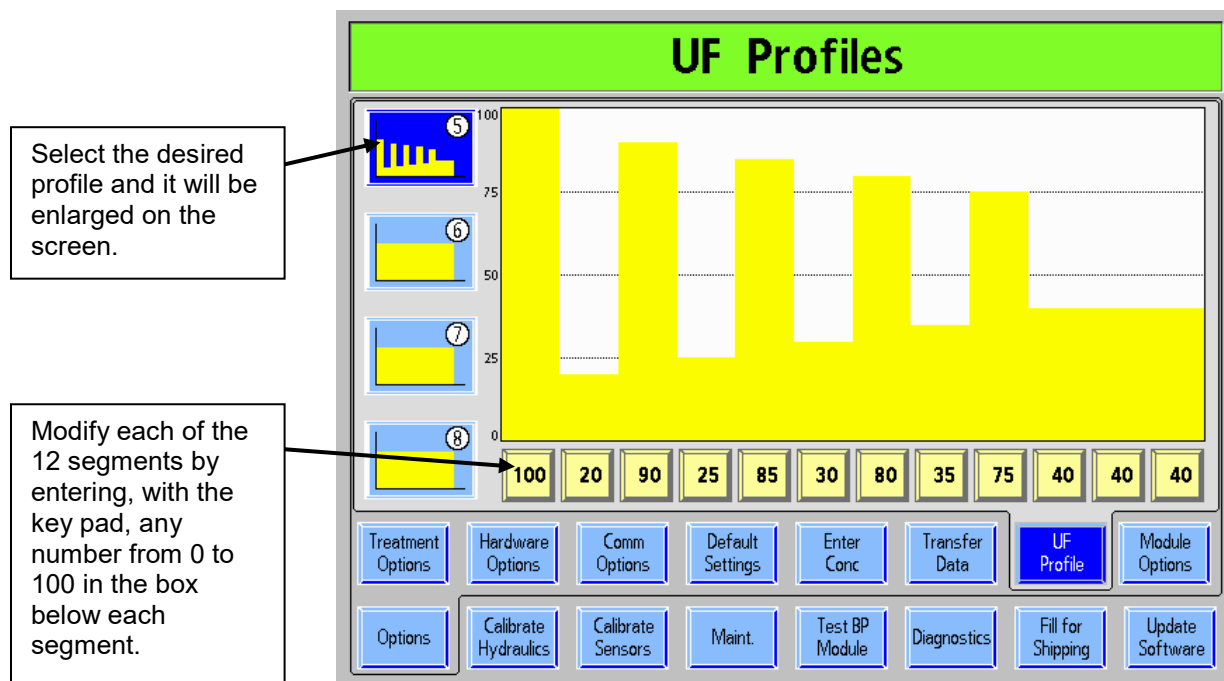 UF Profiles
Select the desired
profile and it will be
enlarged on the
screen.
5
6
7
8
100
75
50
25
0
Modify each of the
12 segments by
entering, with the
key pad, any
number from 0 to
100 in the box
below each
segment.
100 20 90 25 85 30 80 35 75 40 40 40
Treatment
Options
Hardware
Options
Comm
Options
Default
Settings
Enter
Conc
Transfer
Data
UF
Profile
Module
Options
Options
Calibrate
Hydraulics
Calibrate
Sensors
Maint.
Test BP
Module
Diagnostics
Fill for
Shipping
Update
Software